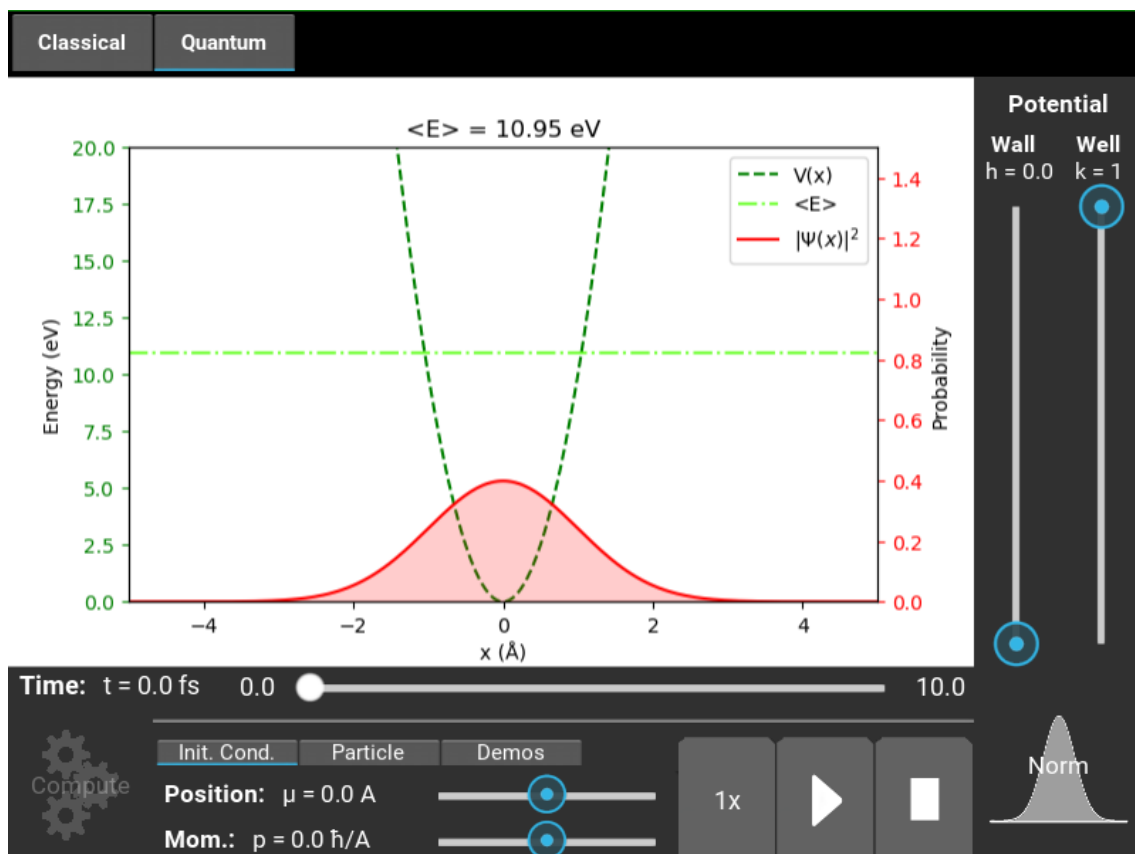 Classical Quantum
Potential
Wall Well
h = 0.0 k = 1
<E> = 10.95 eV
20.0
17.5
15.0
12.5
10.0
7.5
5.0
2.5
0.0
Energy (eV)
V(x)
<E>
|Ψ(x)|²
1.4
1.2
1.0
0.8
0.6
0.4
0.2
0.0
Probability
−4 −2 0 2 4
x (Å)
Time: t = 0.0 fs 0.0 10.0
Compute
Init. Cond. Particle Demos
Position: μ = 0.0 A
Mom.: p = 0.0 ħ/A
1x
Norm